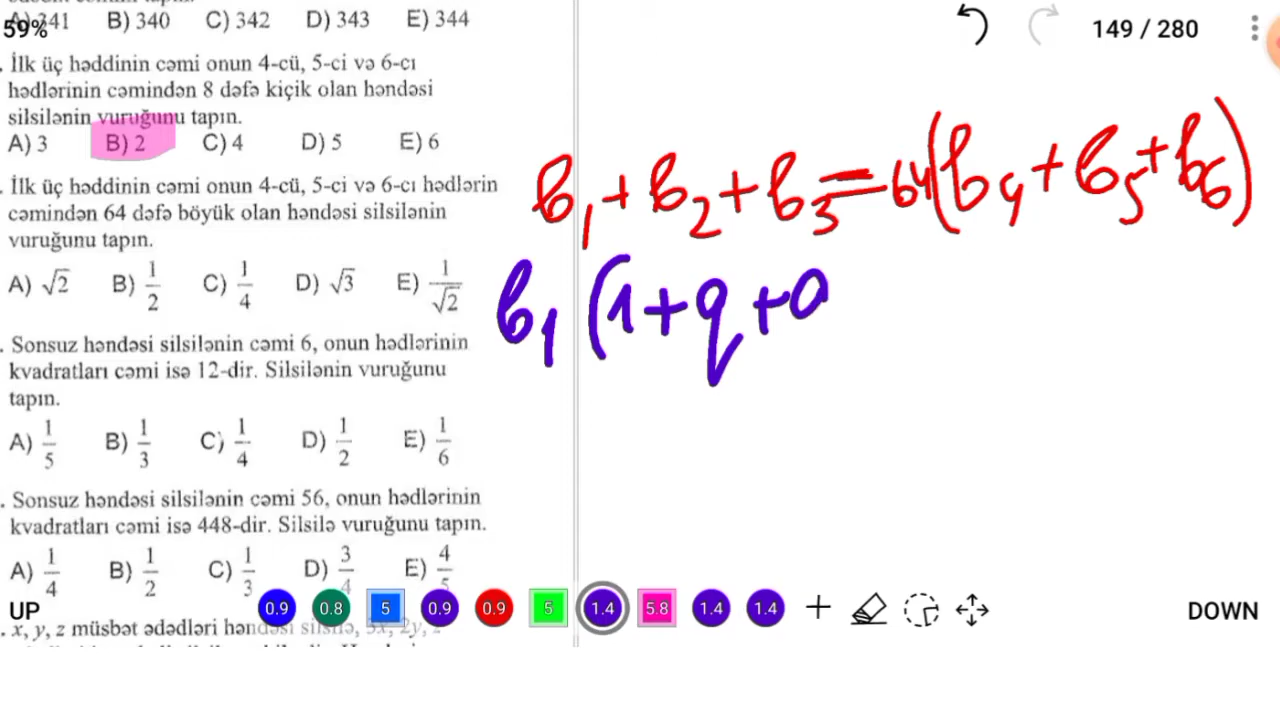 A) 341 B) 340 C) 342 D) 343 E) 344
59%
149 / 280
. İlk üç həddinin cəmi onun 4-cü, 5-ci və 6-cı
hədlərinin cəmindən 8 dəfə kiçik olan həndəsi
silsilənin vuruğunu tapın.
A) 3 B) 2 C) 4 D) 5 E) 6
. İlk üç həddinin cəmi onun 4-cü, 5-ci və 6-cı hədlərin
cəmindən 64 dəfə böyük olan həndəsi silsilənin
vuruğunu tapın.
A) √2 B) 1/2 C) 1/4 D) √3 E) 1/√2
. Sonsuz həndəsi silsilənin cəmi 6, onun hədlərinin
kvadratları cəmi isə 12-dir. Silsilənin vuruğunu
tapın.
A) 1/5 B) 1/3 C) 1/4 D) 1/2 E) 1/6
. Sonsuz həndəsi silsilənin cəmi 56, onun hədlərinin
kvadratları cəmi isə 448-dir. Silsilə vuruğunu tapın.
A) 1/4 B) 1/2 C) 1/3 D) 3/4 E) 4/5
. x, y, z müsbət ədədləri həndəsi silsilə, 3x, 2y, z
b₁+b₂+b₃=64(b₄+b₅+b₆)
b₁(1+q+
UP
0.9 0.8 5 0.9 0.9 5 1.4 5.8 1.4 1.4 +
DOWN